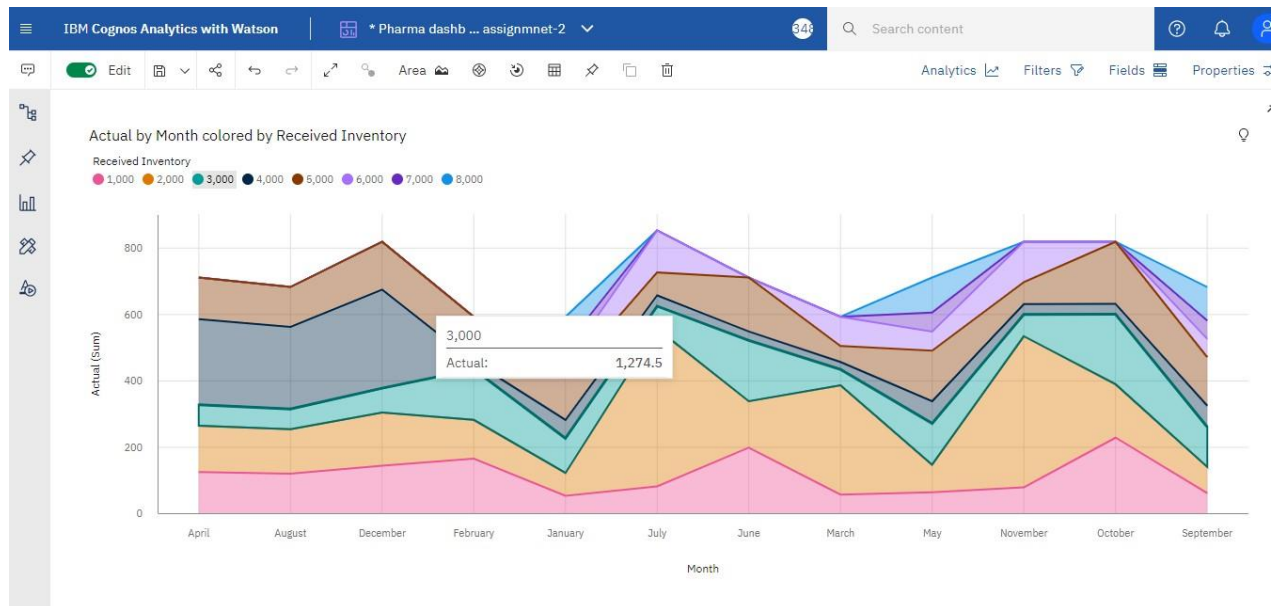 IBM Cognos Analytics with Watson
* Pharma dashb ... assignmnet-2
348
Search content
Edit
Area
Analytics
Filters
Fields
Properties
Actual by Month colored by Received Inventory
Received Inventory
1,000 2,000 3,000 4,000 5,000 6,000 7,000 8,000
Actual (Sum)
800
600
400
200
0
3,000
Actual: 1,274.5
April August December February January July June March May November October September
Month